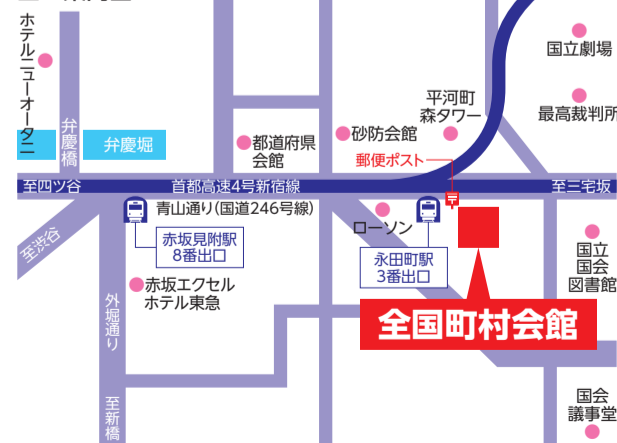 ホテルニューオータニ
国立劇場
平河町
森タワー
最高裁判所
弁慶橋
弁慶堀
都道府県
会館
砂防会館
郵便ポスト
至四ツ谷
首都高速4号新宿線
至三宅坂
青山通り(国道246号線)
至渋谷
赤坂見附駅
8番出口
ローソン
永田町駅
3番出口
国立
国会
図書館
赤坂エクセル
ホテル東急
外堀通り
全国町村会館
至新橋
国会
議事堂